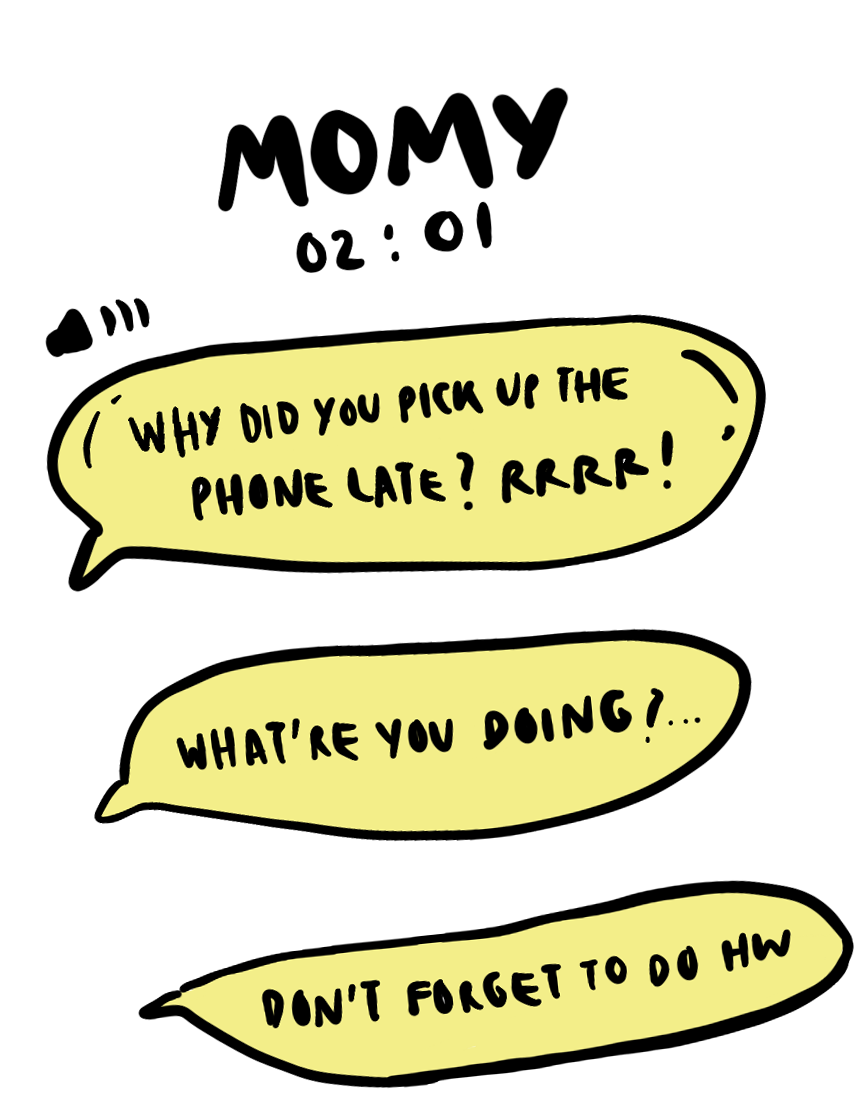 MOMY
02:01
WHY DID YOU PICK UP THE
PHONE LATE? RRRR!
WHAT'RE YOU DOING?...
DON'T FORGET TO DO HW